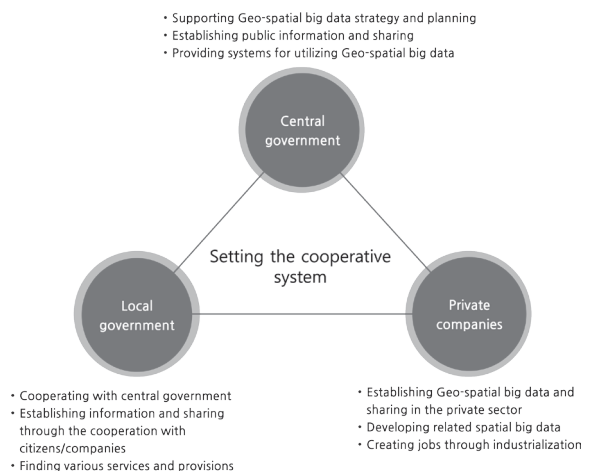 • Supporting Geo-spatial big data strategy and planning
• Establishing public information and sharing
• Providing systems for utilizing Geo-spatial big data
Central
government
Setting the cooperative
system
Local
government
Private
companies
• Cooperating with central government
• Establishing information and sharing
through the cooperation with
citizens/companies
• Finding various services and provisions
• Establishing Geo-spatial big data and
sharing in the private sector
• Developing related spatial big data
• Creating jobs through industrialization